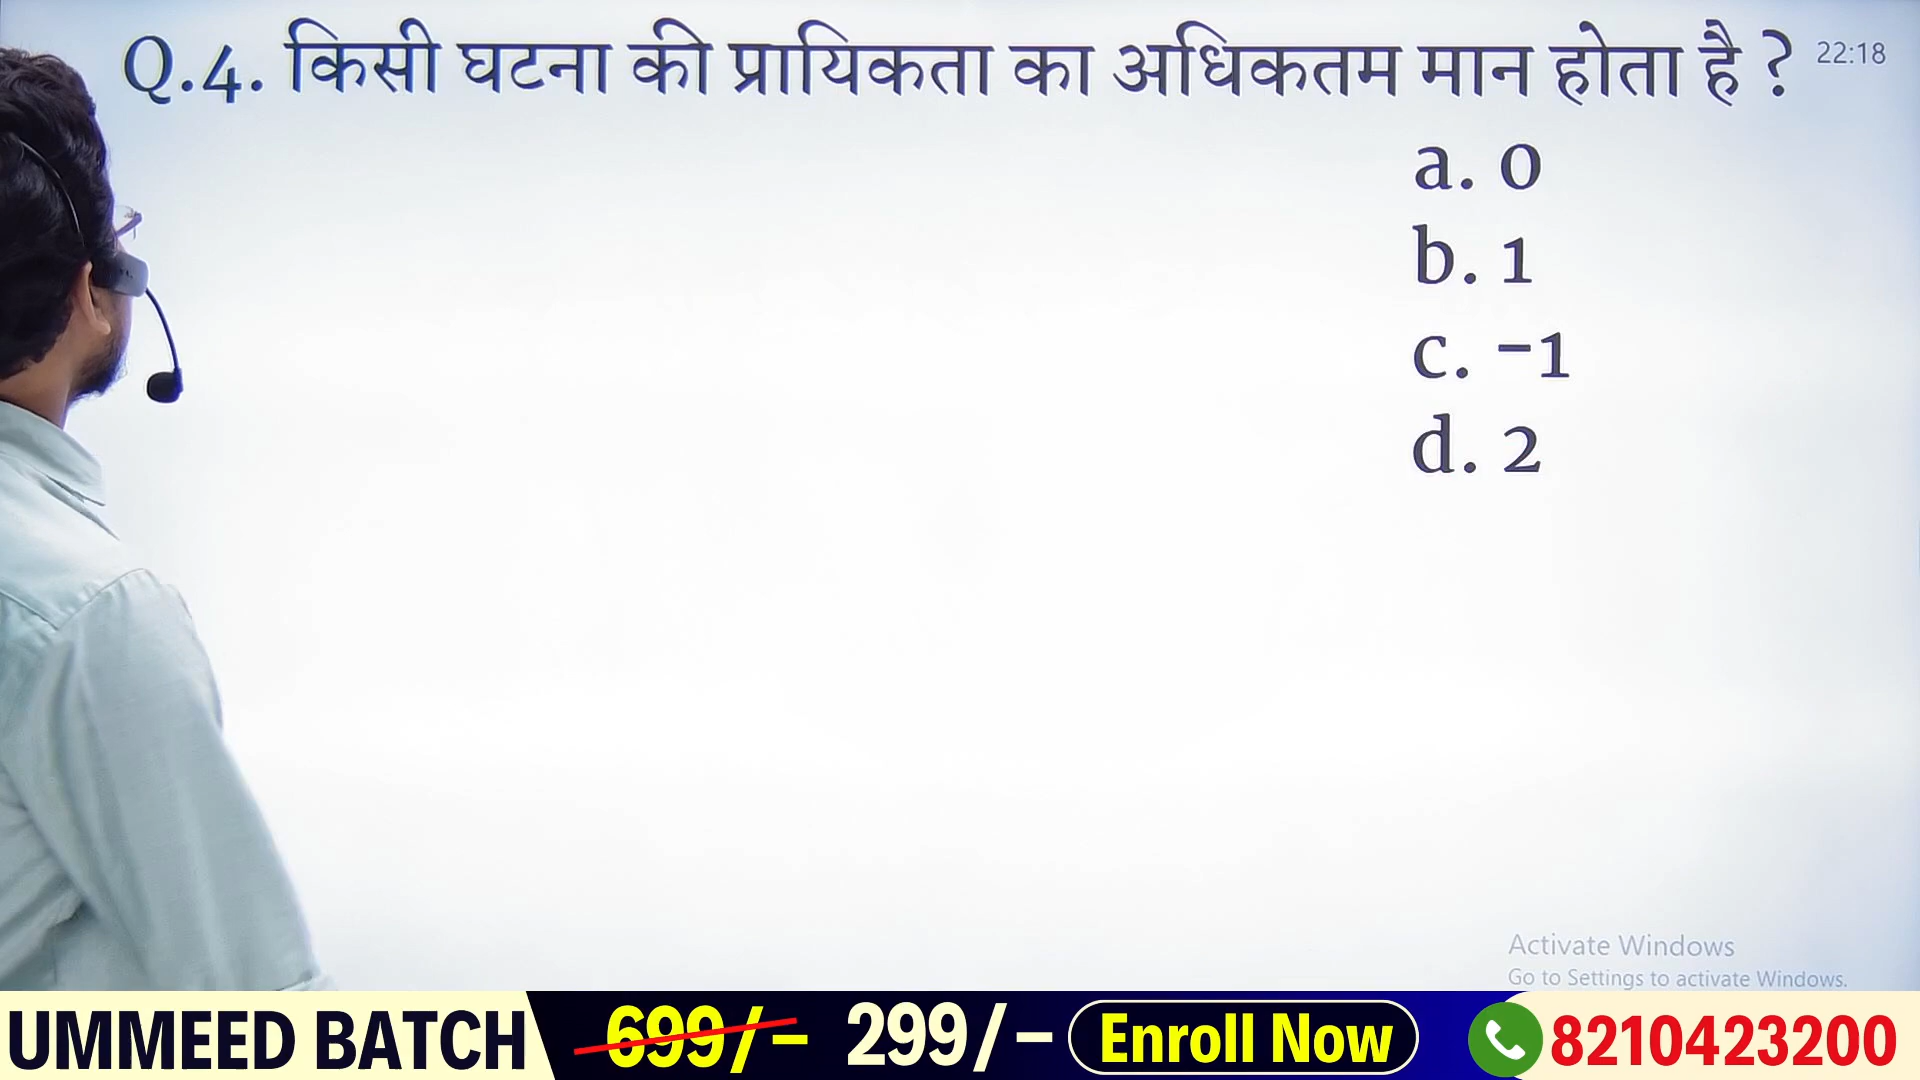 Q.4. किसी घटना की प्रायिकता का अधिकतम मान होता है ? 22:18
a. 0
b. 1
c. -1
d. 2
Activate Windows
Go to Settings to activate Windows.
UMMEED BATCH 699/- 299/- Enroll Now 8210423200